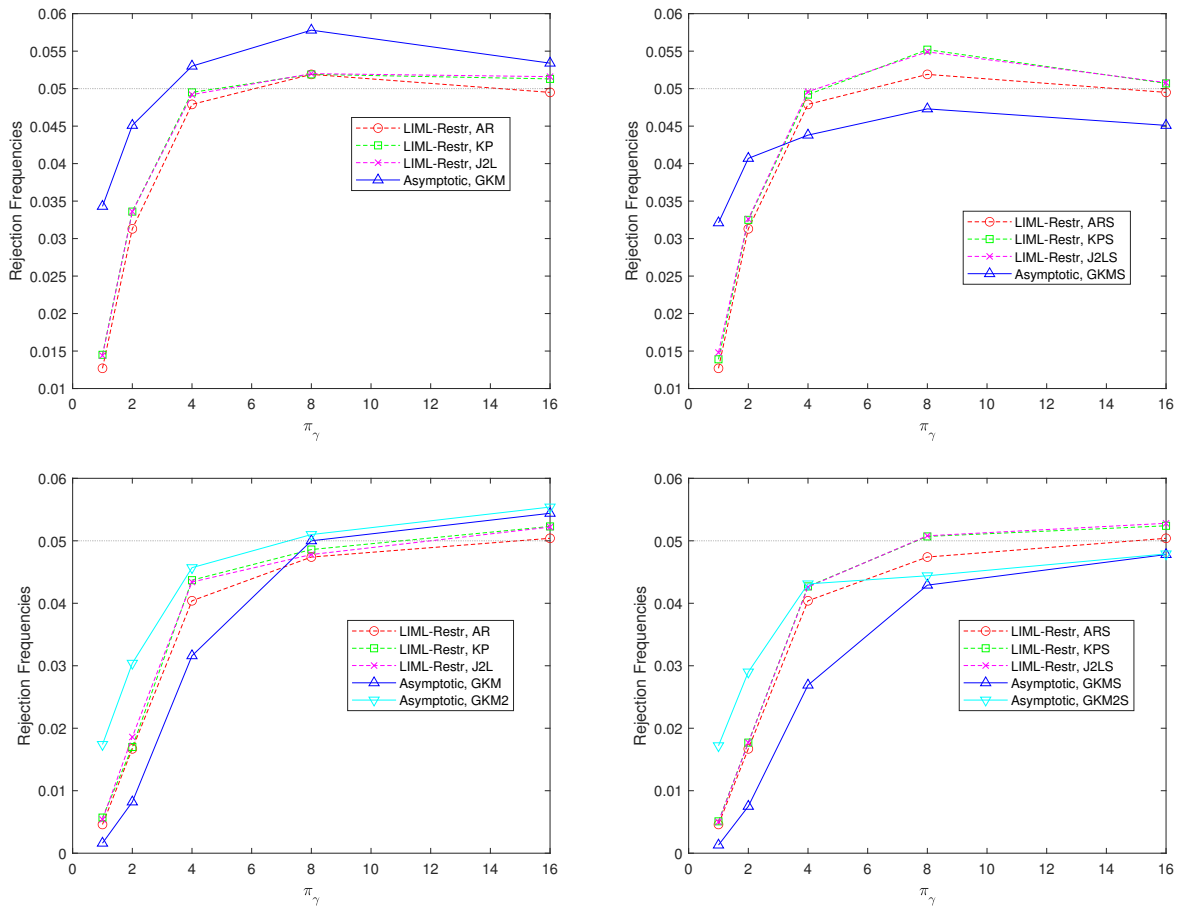 0.06
0.055
0.05
0.045
0.04
0.035
0.03
0.025
0.02
0.015
0.01
Rejection Frequencies
0 2 4 6 8 10 12 14 16
π_γ
LIML-Restr, AR
LIML-Restr, KP
LIML-Restr, J2L
Asymptotic, GKM
0.06
0.055
0.05
0.045
0.04
0.035
0.03
0.025
0.02
0.015
0.01
Rejection Frequencies
0 2 4 6 8 10 12 14 16
π_γ
LIML-Restr, ARS
LIML-Restr, KPS
LIML-Restr, J2LS
Asymptotic, GKMS
0.06
0.05
0.04
0.03
0.02
0.01
0
Rejection Frequencies
0 2 4 6 8 10 12 14 16
π_γ
LIML-Restr, AR
LIML-Restr, KP
LIML-Restr, J2L
Asymptotic, GKM
Asymptotic, GKM2
0.06
0.05
0.04
0.03
0.02
0.01
0
Rejection Frequencies
0 2 4 6 8 10 12 14 16
π_γ
LIML-Restr, ARS
LIML-Restr, KPS
LIML-Restr, J2LS
Asymptotic, GKMS
Asymptotic, GKM2S